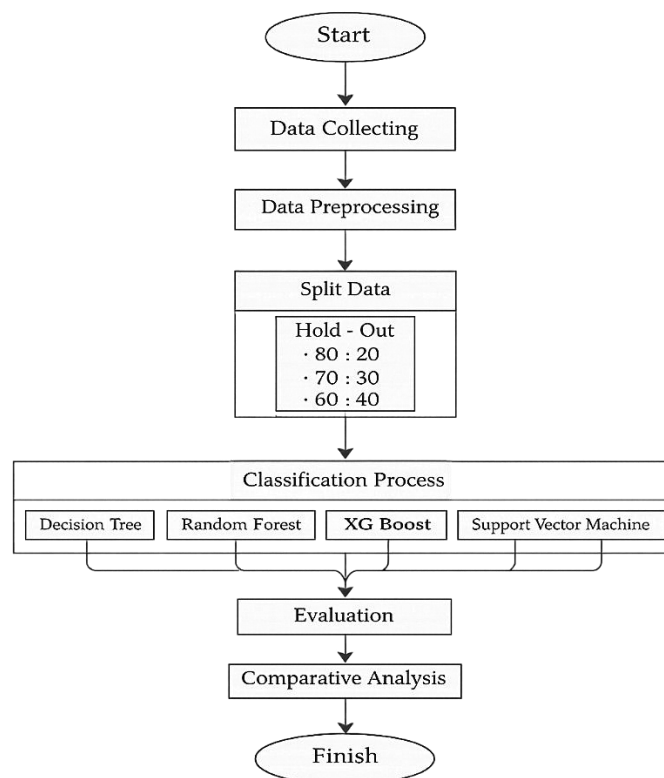 Start
Data Collecting
Data Preprocessing
Split Data
Hold - Out
· 80 : 20
· 70 : 30
· 60 : 40
Classification Process
Decision Tree
Random Forest
XG Boost
Support Vector Machine
Evaluation
Comparative Analysis
Finish